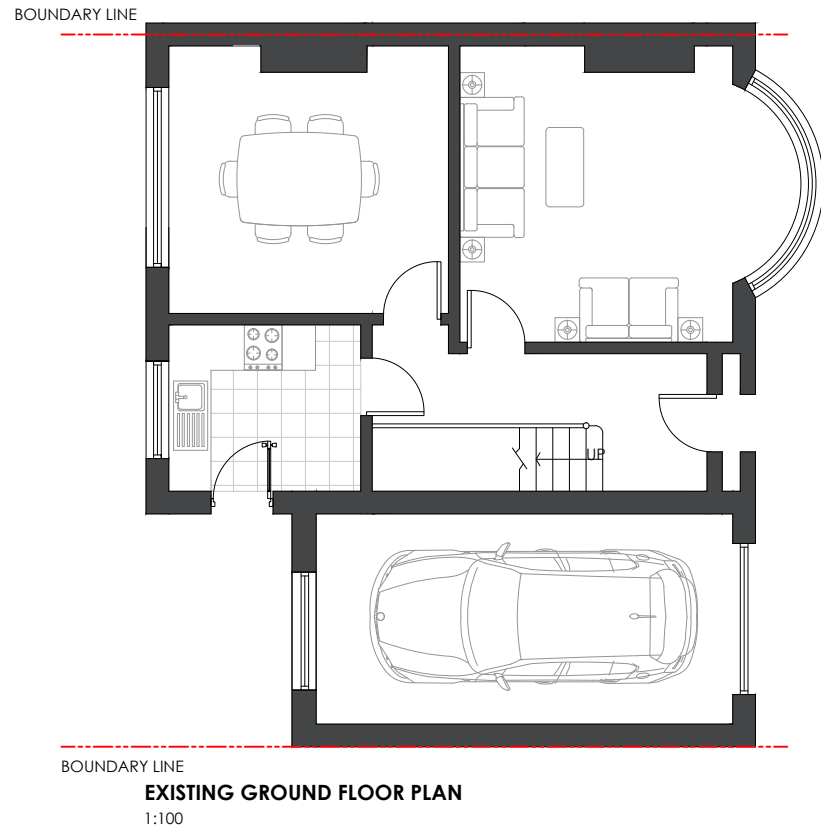 BOUNDARY LINE
UP
BOUNDARY LINE
EXISTING GROUND FLOOR PLAN
1:100